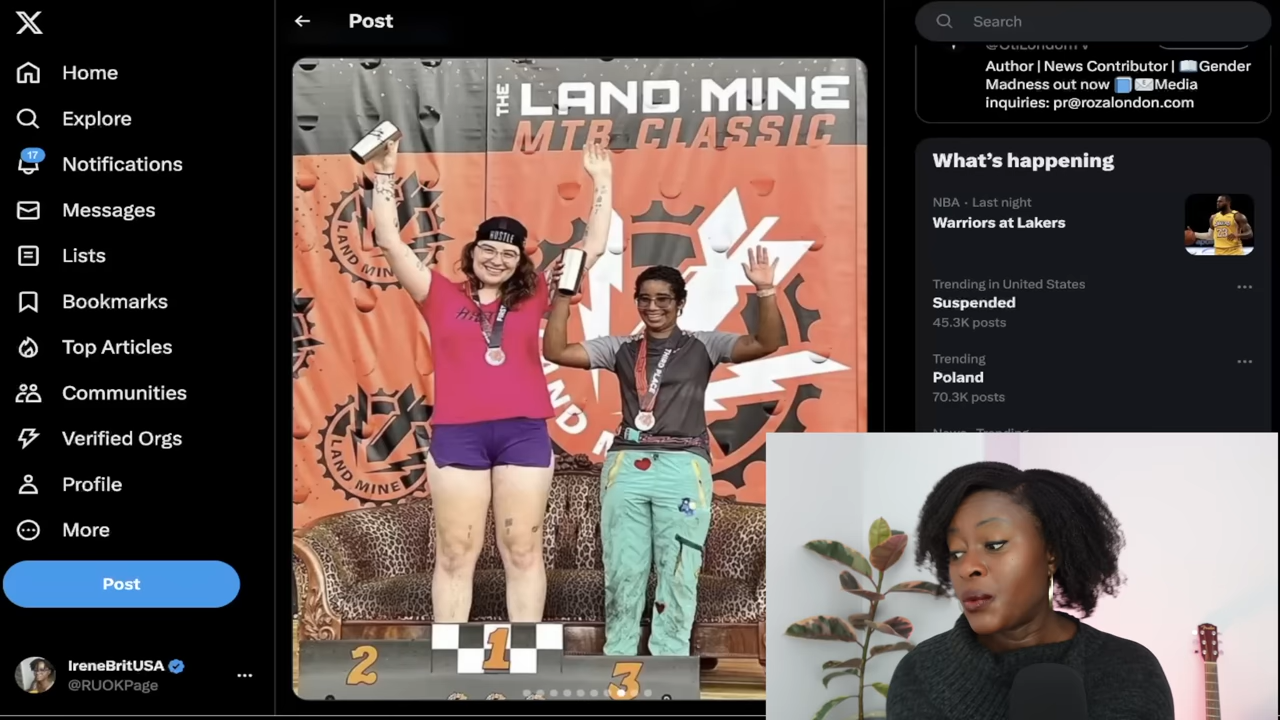 Home
Explore
17
Notifications
Messages
Lists
Bookmarks
Top Articles
Communities
Verified Orgs
Profile
More
Post
IreneBritUSA
@RUOKPage
Post
THE LAND MINE
MTB CLASSIC
LAND MINE
HUSTLE
THIRD PLACE
LAND MINE
2
1
3
Search
Author | News Contributor | Gender
Madness out now Media
inquiries: pr@rozalondon.com
What's happening
NBA · Last night
Warriors at Lakers
Trending in United States
Suspended
45.3K posts
Trending
Poland
70.3K posts